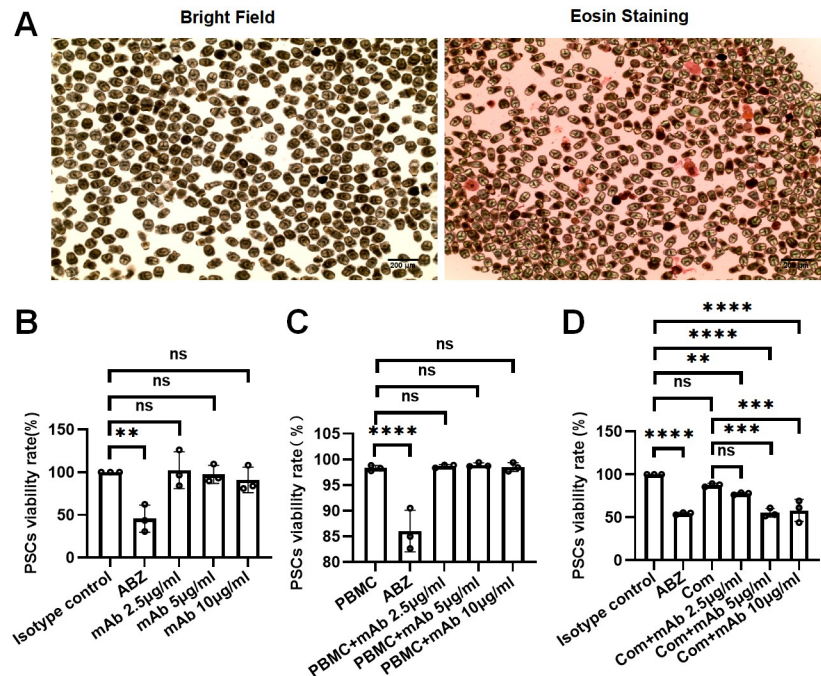 A
Bright Field
Eosin Staining
200 μm
200 μm
B
ns
ns
ns
**
PSCs viability rate(%)
150
100
50
0
Isotype control
ABZ
mAb 2.5μg/ml
mAb 5μg/ml
mAb 10μg/ml
C
ns
ns
ns
****
PSCs viability rate (%)
105
100
95
90
85
80
PBMC
ABZ
PBMC+mAb 2.5μg/ml
PBMC+mAb 5μg/ml
PBMC+mAb 10μg/ml
D
****
****
**
ns
***
***
****
ns
PSCs viability rate(%)
150
100
50
0
Isotype control
ABZ
Com
Com+mAb 2.5μg/ml
Com+mAb 5μg/ml
Com+mAb 10μg/ml